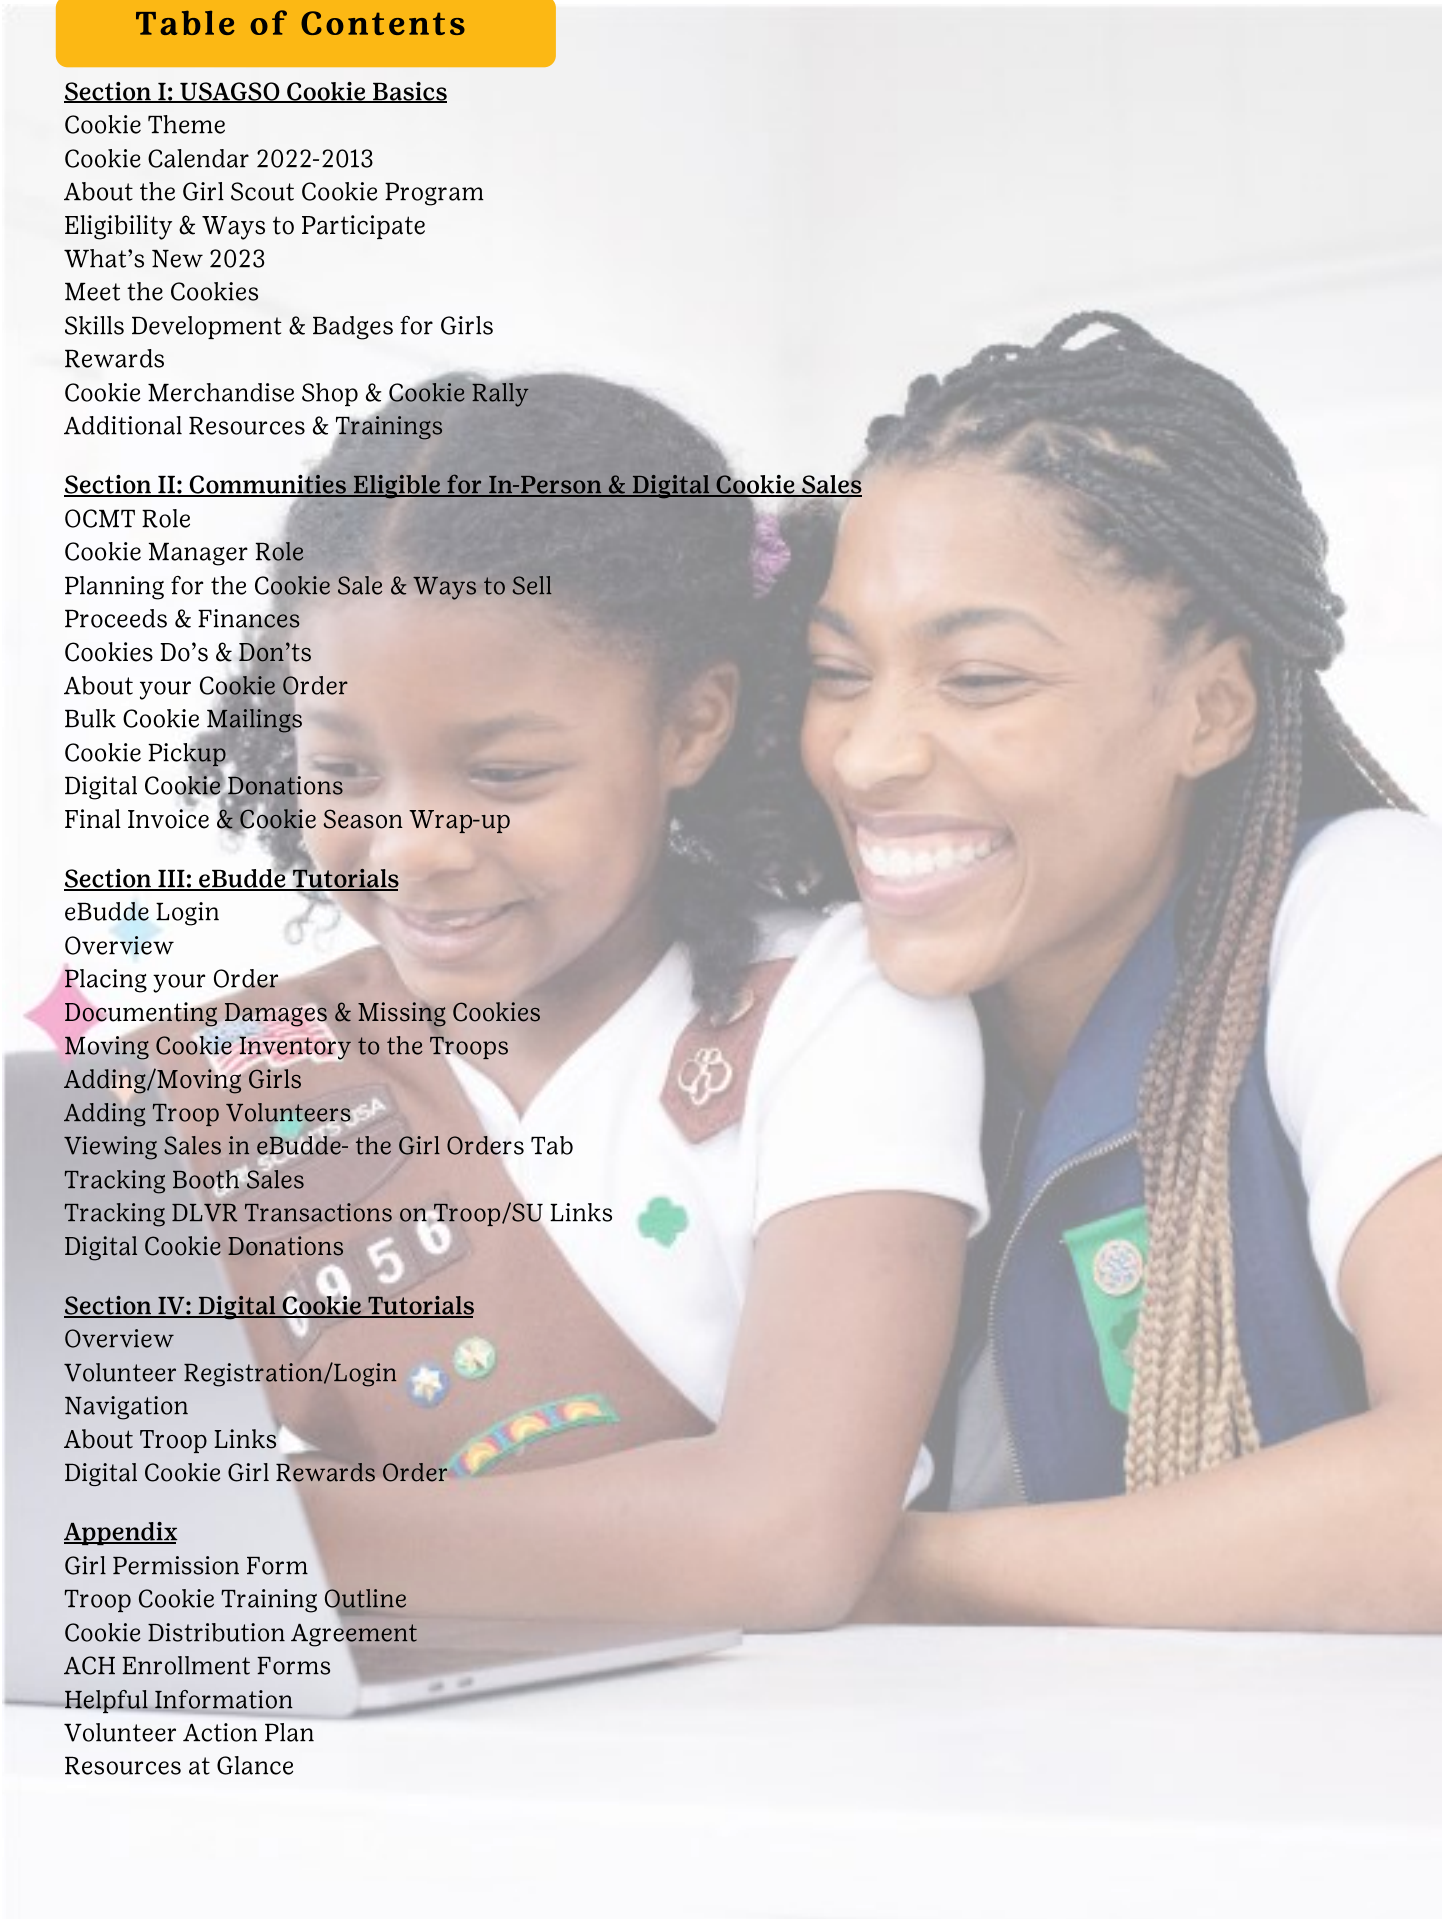 Table of Contents
Section I: USAGSO Cookie Basics
Cookie Theme
Cookie Calendar 2022-2013
About the Girl Scout Cookie Program
Eligibility & Ways to Participate
What’s New 2023
Meet the Cookies
Skills Development & Badges for Girls
Rewards
Cookie Merchandise Shop & Cookie Rally
Additional Resources & Trainings
Section II: Communities Eligible for In-Person & Digital Cookie Sales
OCMT Role
Cookie Manager Role
Planning for the Cookie Sale & Ways to Sell
Proceeds & Finances
Cookies Do’s & Don’ts
About your Cookie Order
Bulk Cookie Mailings
Cookie Pickup
Digital Cookie Donations
Final Invoice & Cookie Season Wrap-up
Section III: eBudde Tutorials
eBudde Login
Overview
Placing your Order
Documenting Damages & Missing Cookies
Moving Cookie Inventory to the Troops
Adding/Moving Girls
Adding Troop Volunteers
Viewing Sales in eBudde- the Girl Orders Tab
Tracking Booth Sales
Tracking DLVR Transactions on Troop/SU Links
Digital Cookie Donations
Section IV: Digital Cookie Tutorials
Overview
Volunteer Registration/Login
Navigation
About Troop Links
Digital Cookie Girl Rewards Order
Appendix
Girl Permission Form
Troop Cookie Training Outline
Cookie Distribution Agreement
ACH Enrollment Forms
Helpful Information
Volunteer Action Plan
Resources at Glance
GIRL SCOUTS USA
6956